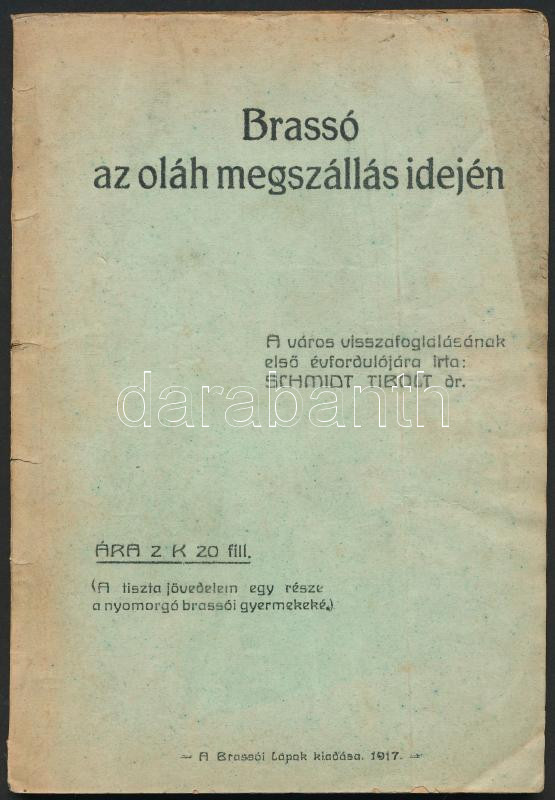 Brassó
az oláh megszállás idején
A város visszafoglalásának
első évfordulójára írta:
SCHMIDT TIBOLT dr.
darabanth
ÁRA 2 K 20 fill.
(A tiszta jövedelem egy része
a nyomorgó brassói gyermekeké.)
A Brassói Lapok kiadása. 1917.